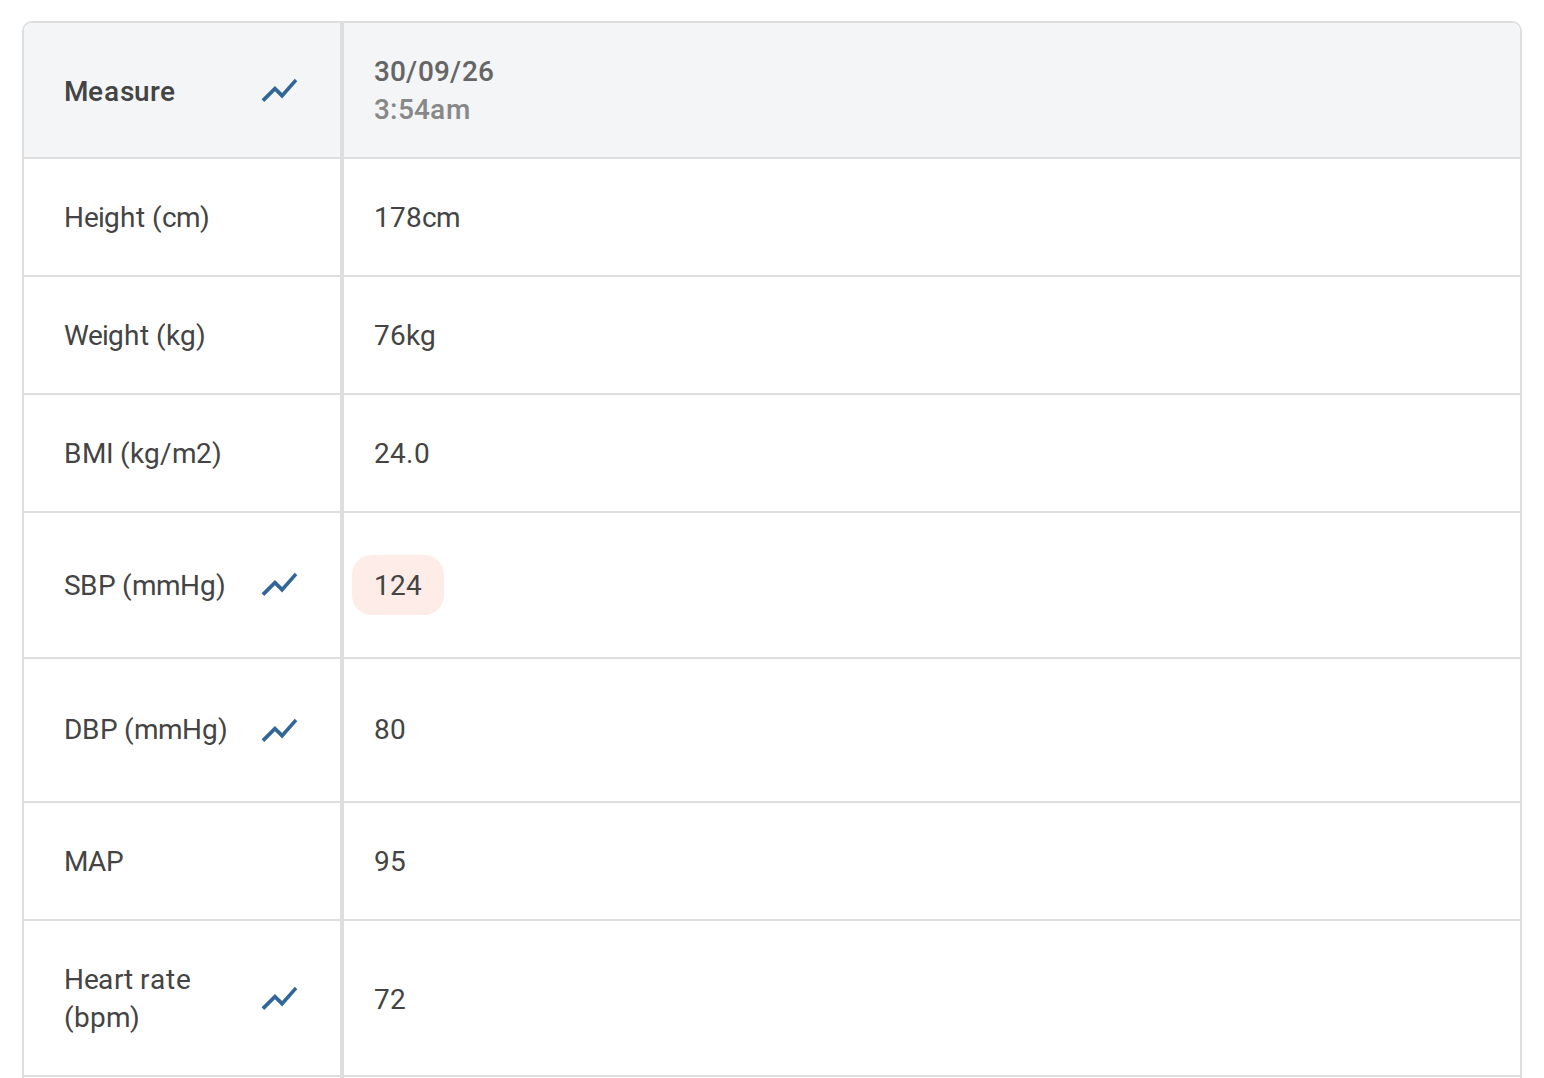 Measure
30/09/26
3:54am
Height (cm)
178cm
Weight (kg)
76kg
BMI (kg/m2)
24.0
SBP (mmHg)
124
DBP (mmHg)
80
MAP
95
Heart rate
(bpm)
72